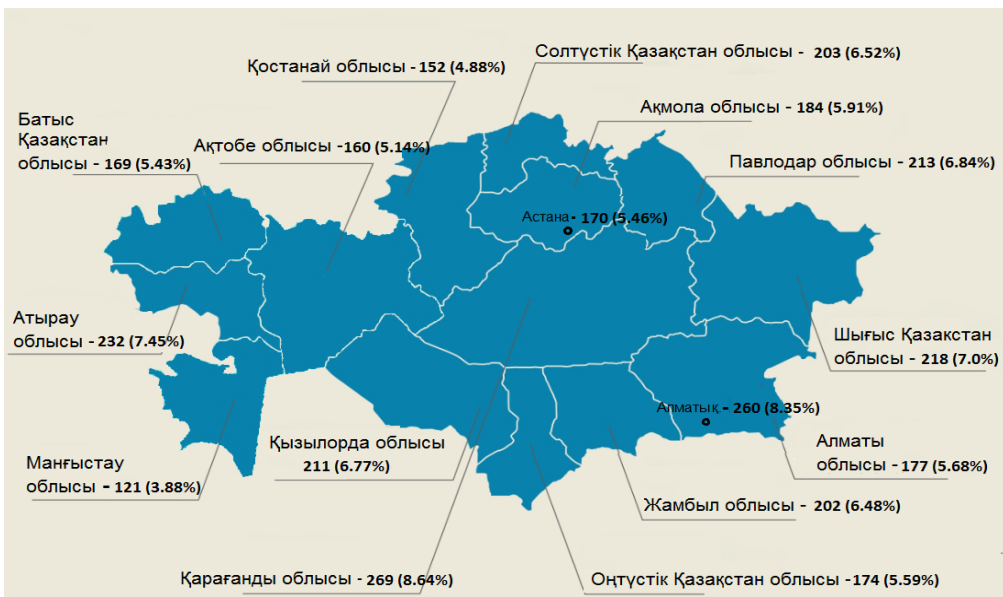 Солтүстік Қазақстан облысы - 203 (6.52%)
Қостанай облысы - 152 (4.88%)
Ақмола облысы - 184 (5.91%)
Батыс
Қазақстан
облысы - 169 (5.43%)
Ақтобе облысы -160 (5.14%)
Павлодар облысы - 213 (6.84%)
Астана- 170 (5.46%)
Атырау
облысы - 232 (7.45%)
Шығыс Қазакстан
облысы - 218 (7.0%)
Алматық. - 260 (8.35%)
Қызылорда облысы
211 (6.77%)
Алматы
облысы - 177 (5.68%)
Манғыстау
облысы - 121 (3.88%)
Жамбыл облысы - 202 (6.48%)
Қарағанды облысы - 269 (8.64%)
Оңтүстік Қазақстан облысы -174 (5.59%)